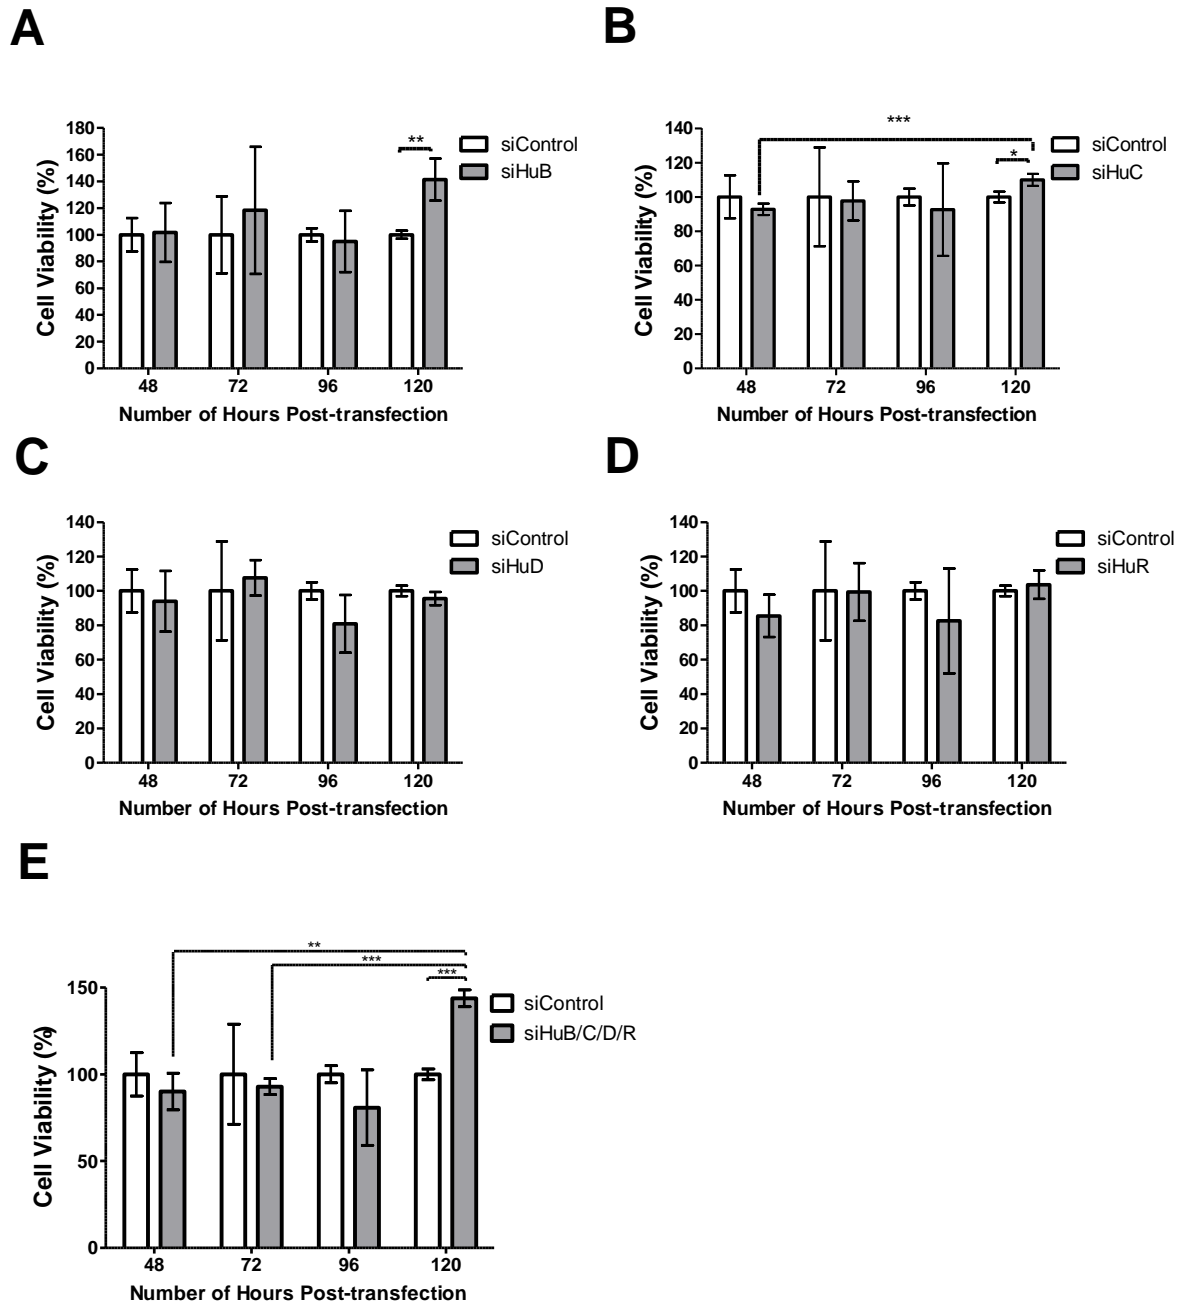 A
B
180
160
140
120
100
80
60
40
20
0
Cell Viability (%)
**
siControl
siHuB
48 72 96 120
Number of Hours Post-transfection
140
120
100
80
60
40
20
0
Cell Viability (%)
***
*
siControl
siHuC
48 72 96 120
Number of Hours Post-transfection
C
D
140
120
100
80
60
40
20
0
Cell Viability (%)
siControl
siHuD
48 72 96 120
Number of Hours Post-transfection
140
120
100
80
60
40
20
0
Cell Viability (%)
siControl
siHuR
48 72 96 120
Number of Hours Post-transfection
E
**
***
***
150
100
50
0
Cell Viability (%)
siControl
siHuB/C/D/R
48 72 96 120
Number of Hours Post-transfection